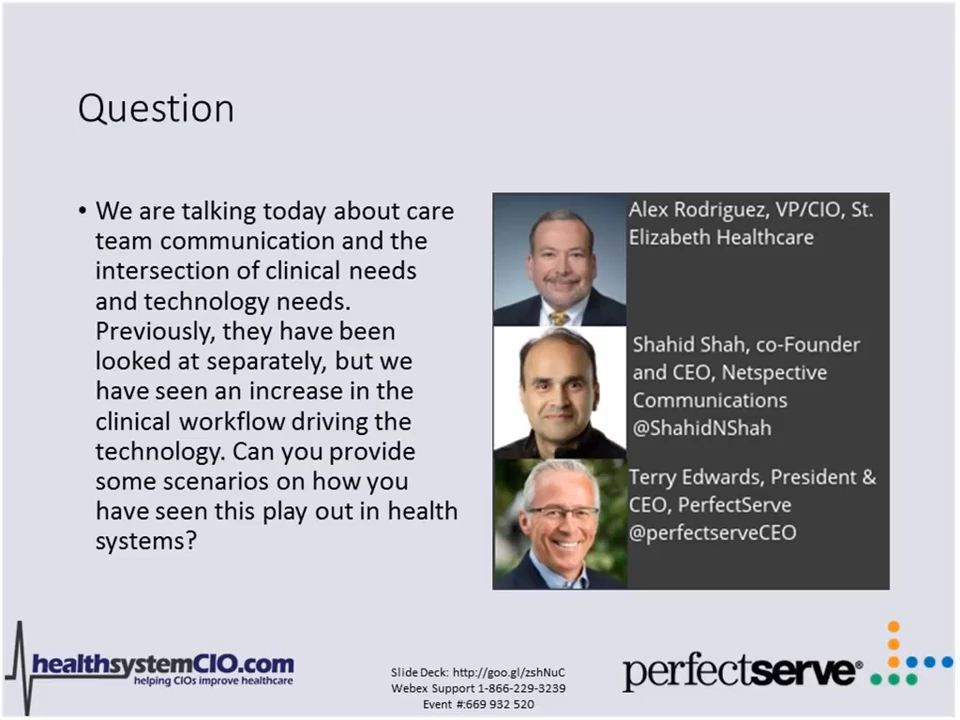 Question
• We are talking today about care
team communication and the
intersection of clinical needs
and technology needs.
Previously, they have been
looked at separately, but we
have seen an increase in the
clinical workflow driving the
technology. Can you provide
some scenarios on how you
have seen this play out in health
systems?
Alex Rodriguez, VP/CIO, St.
Elizabeth Healthcare
Shahid Shah, co-Founder
and CEO, Netspective
Communications
@ShahidNShah
Terry Edwards, President &
CEO, PerfectServe
@perfectserveCEO
healthsystemCIO.com
helping CIOs improve healthcare
Slide Deck: http://goo.gl/zshNuC
Webex Support 1-866-229-3239
Event #:669 932 520
perfectserve®